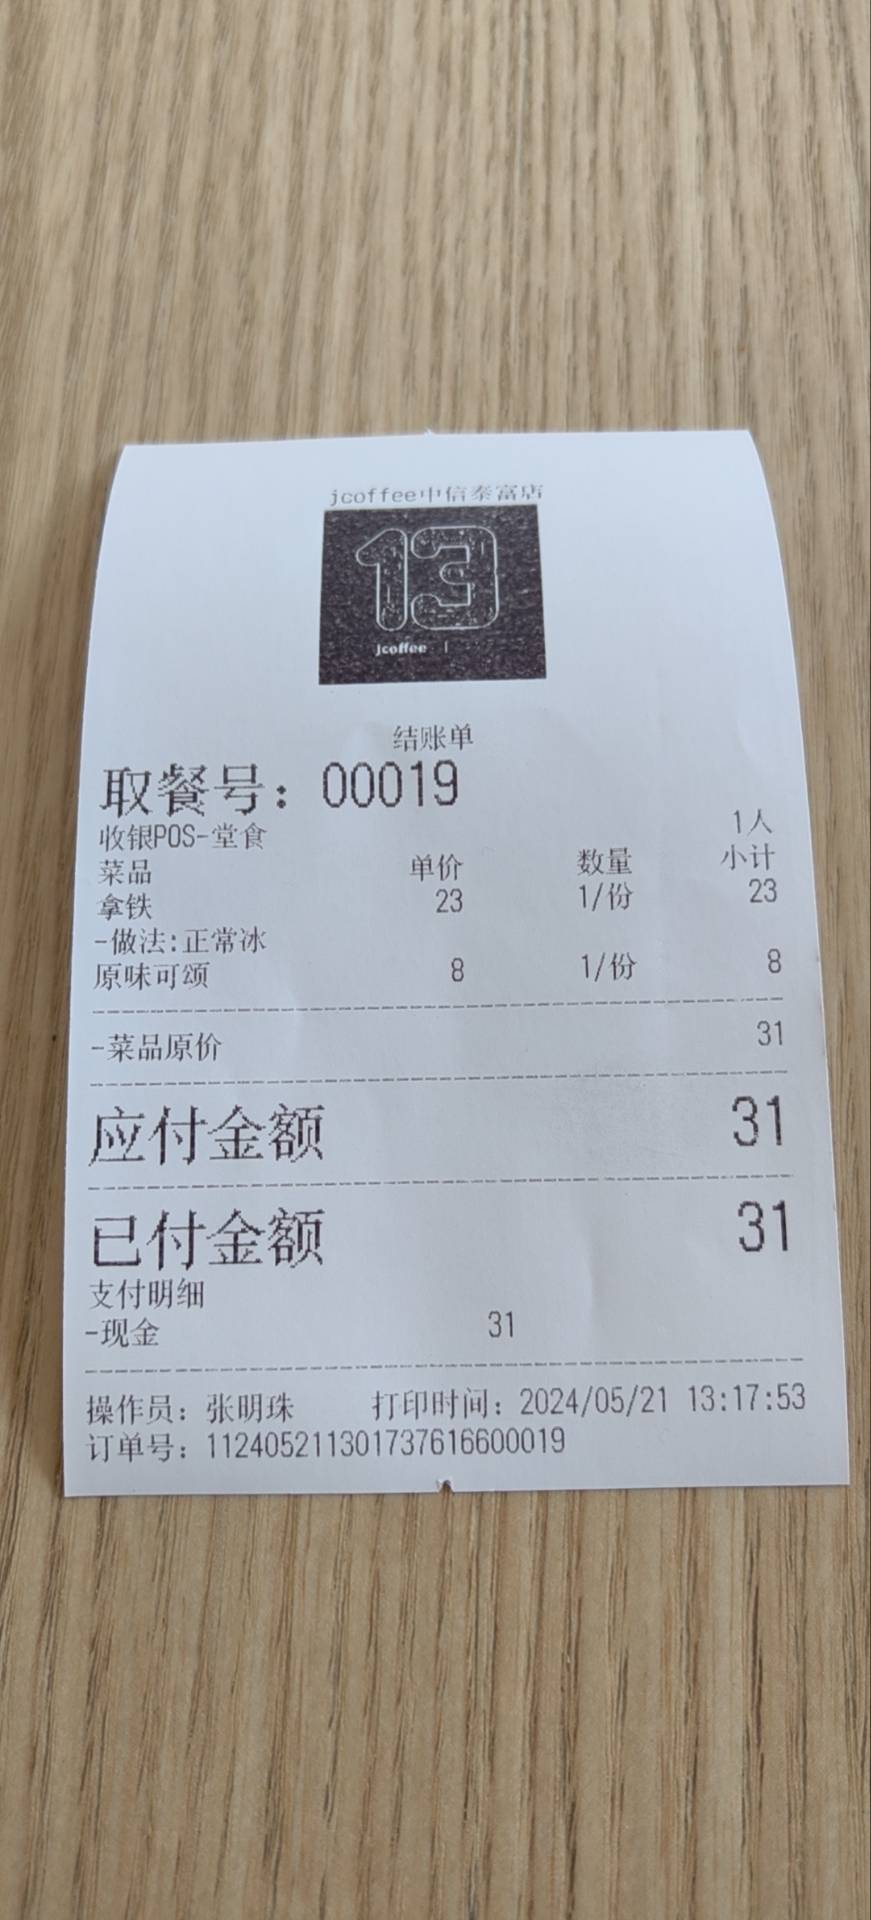 jcoffee中信泰富店
13
jcoffee
结账单
取餐号：00019
收银POS-堂食 1人
菜品 单价 数量 小计
拿铁 23 1/份 23
-做法:正常冰
原味可颂 8 1/份 8
-菜品原价 31
应付金额 31
已付金额 31
支付明细
-现金 31
操作员：张明珠 打印时间：2024/05/21 13:17:53
订单号：1124052113017376166​00019